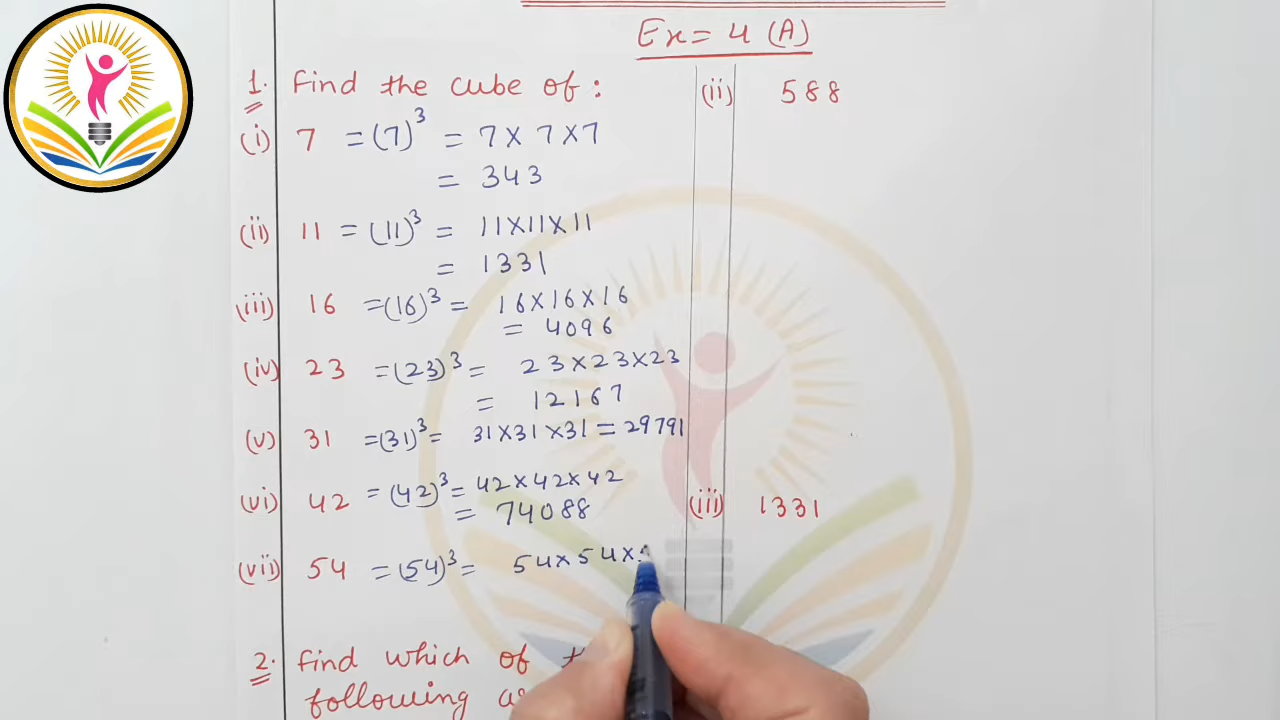 Ex = 4 (A)
1. Find the cube of :
(i) 7 = (7)³ = 7 × 7 × 7
= 343
(ii) 11 = (11)³ = 11×11×11
= 1331
(iii) 16 = (16)³ = 16×16×16
= 4096
(iv) 23 = (23)³ = 23×23×23
= 12167
(v) 31 = (31)³ = 31×31×31 = 29791
(vi) 42 = (42)³ = 42×42×42
= 74088
(vii) 54 = (54)³ = 54×54×
2. Find which of
following
(ii) 588
(iii) 1331